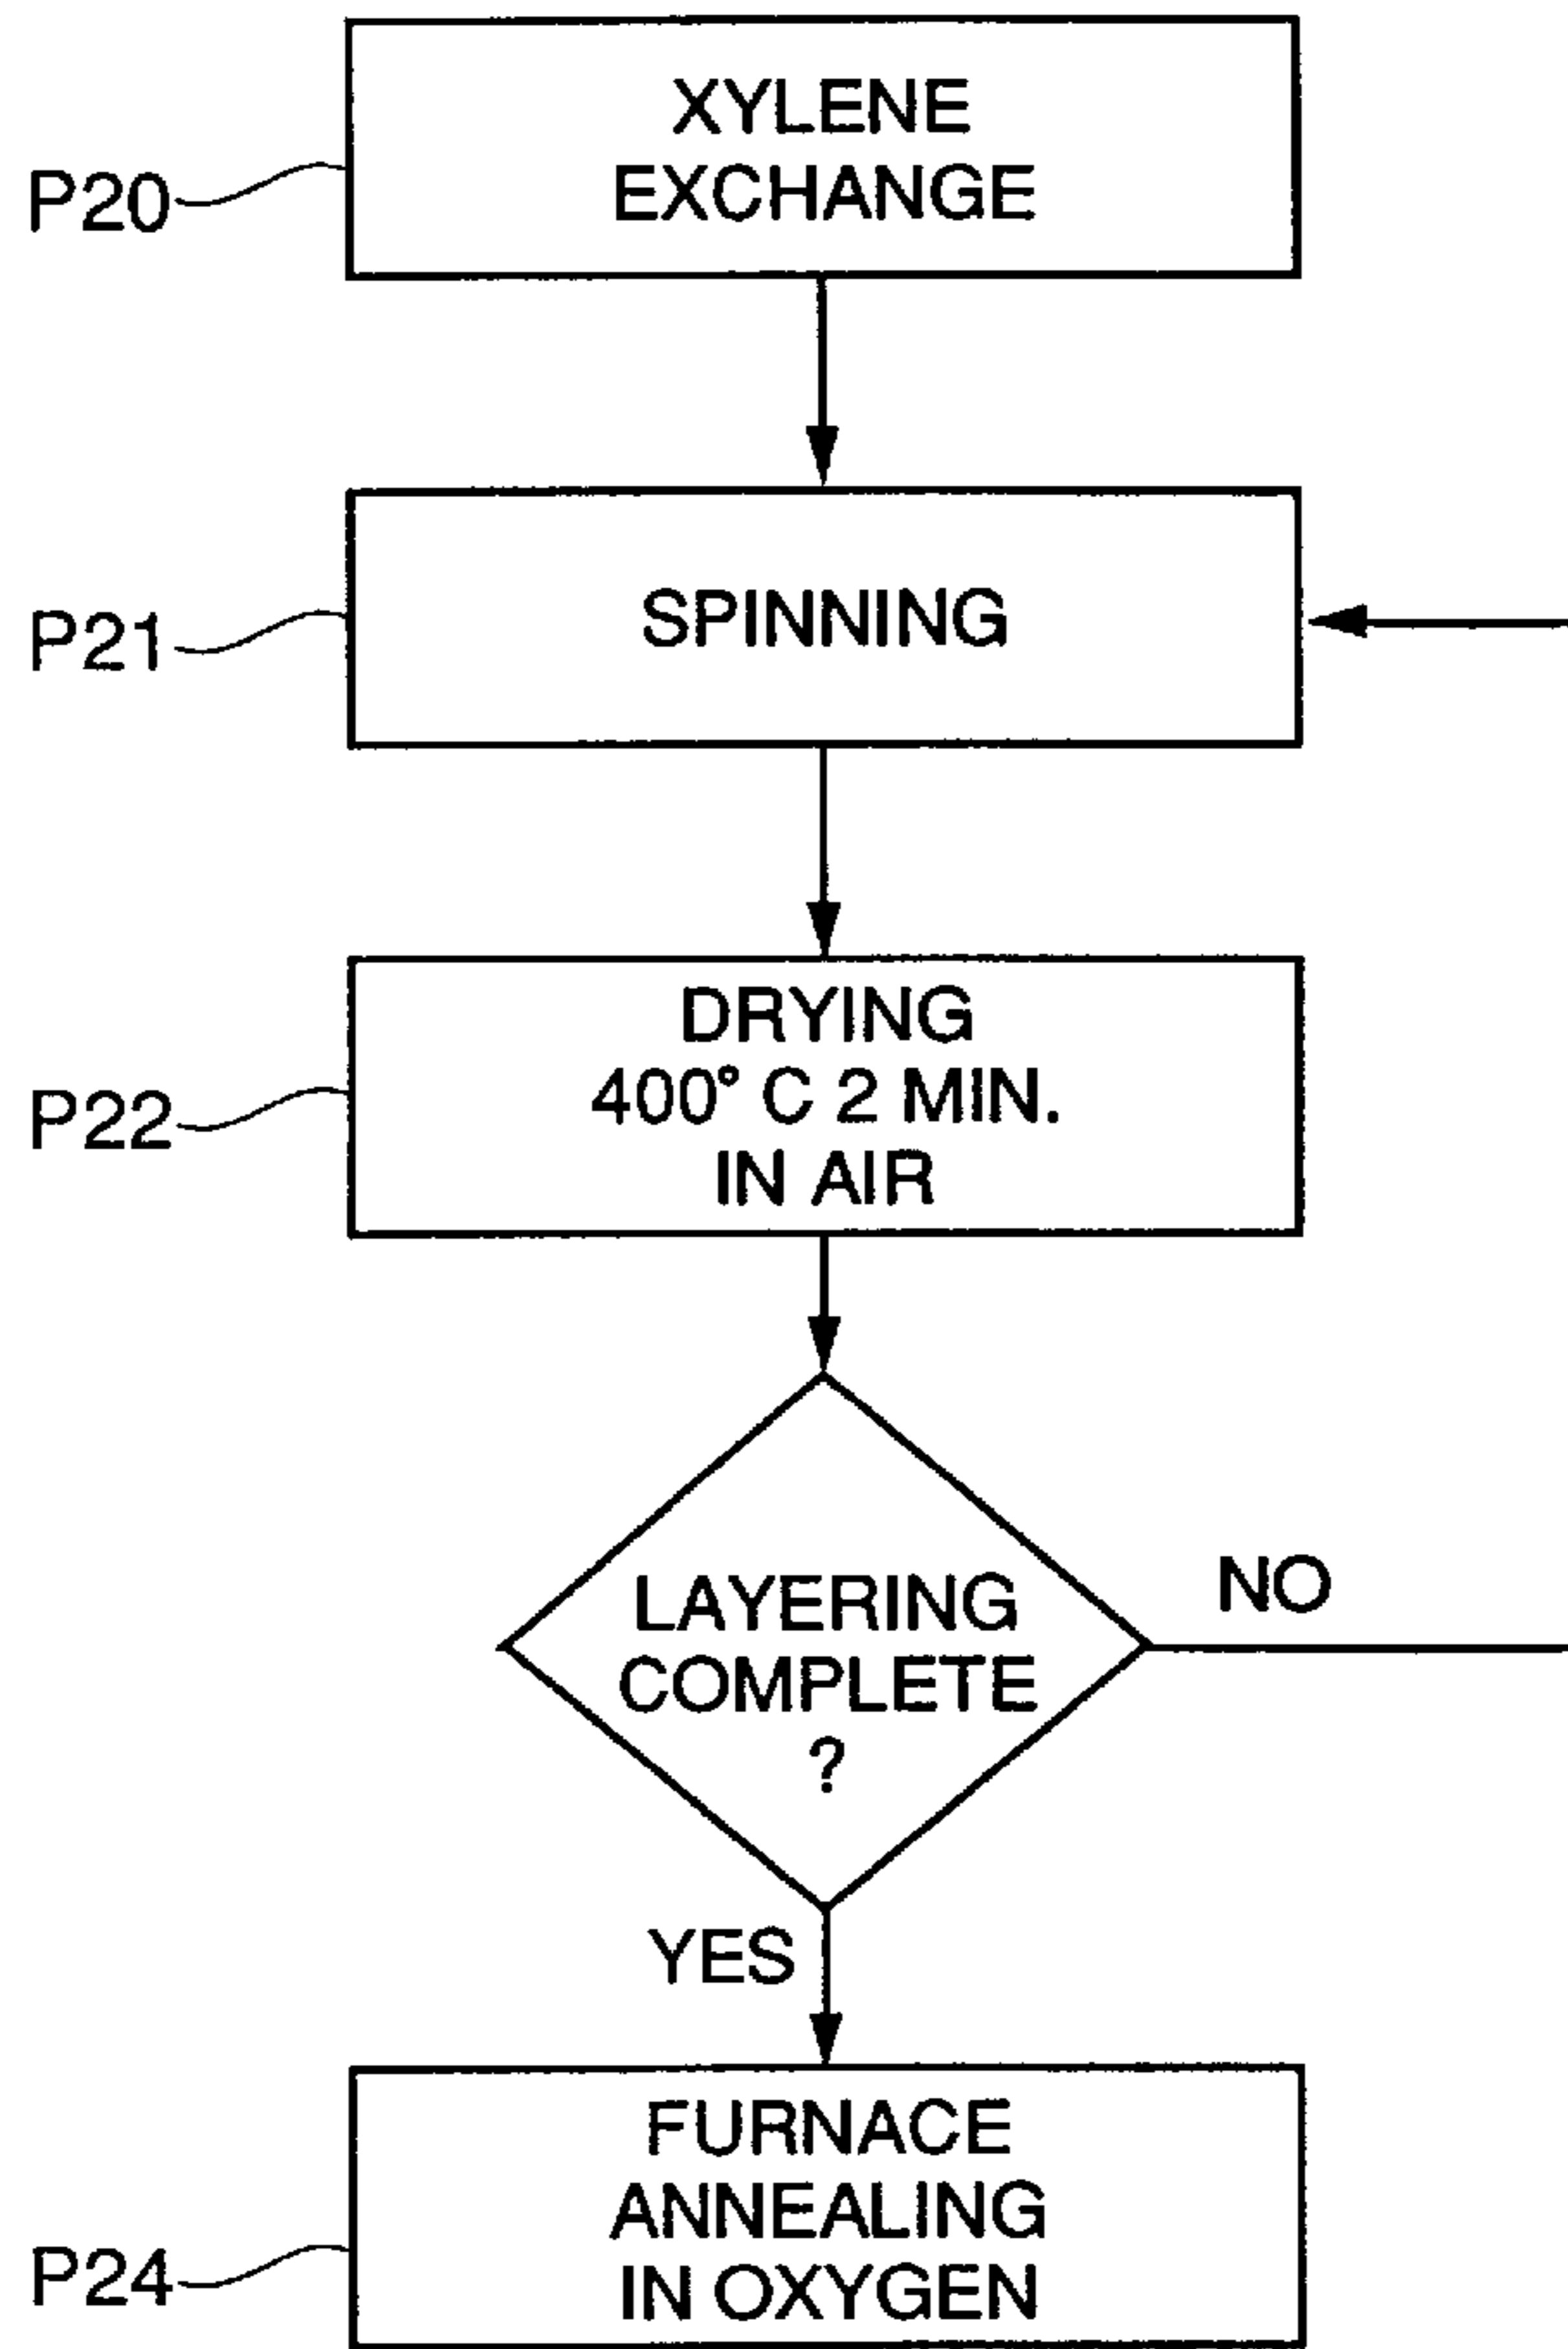 XYLENE
EXCHANGE
P20
SPINNING
P21
DRYING
400° C 2 MIN.
IN AIR
P22
LAYERING
COMPLETE
?
NO
YES
FURNACE
ANNEALING
IN OXYGEN
P24